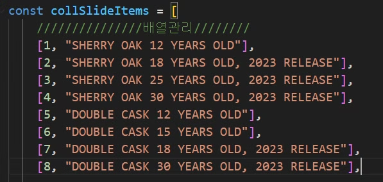 const collSlideItems = [
///////////////배열관리////////
[1, "SHERRY OAK 12 YEARS OLD"],
[2, "SHERRY OAK 18 YEARS OLD, 2023 RELEASE"],
[3, "SHERRY OAK 25 YEARS OLD"],
[4, "SHERRY OAK 30 YEARS OLD, 2023 RELEASE"],
[5, "DOUBLE CASK 12 YEARS OLD"],
[6, "DOUBLE CASK 15 YEARS OLD"],
[7, "DOUBLE CASK 18 YEARS OLD, 2023 RELEASE"],
[8, "DOUBLE CASK 30 YEARS OLD, 2023 RELEASE"],